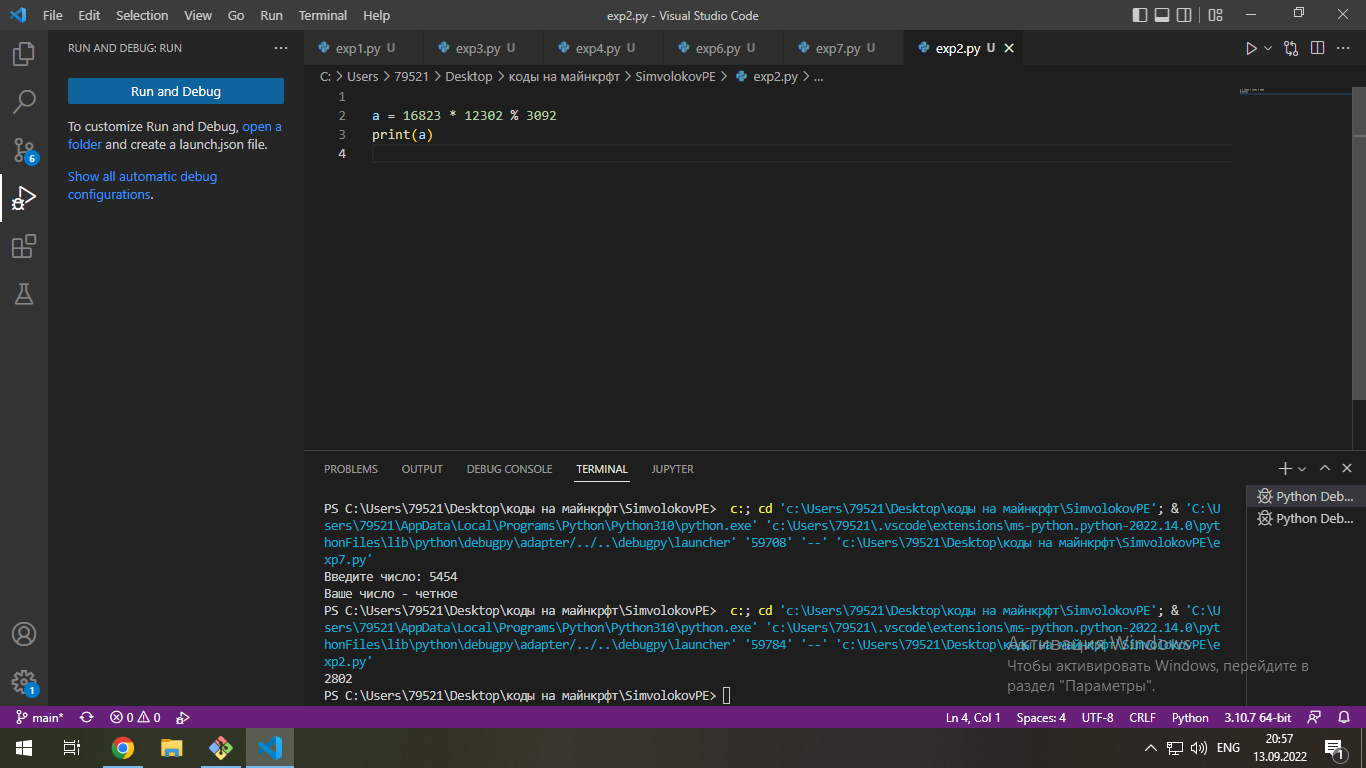 File Edit Selection View Go Run Terminal Help
exp2.py - Visual Studio Code
RUN AND DEBUG: RUN
exp1.py U
exp3.py U
exp4.py U
exp6.py U
exp7.py U
exp2.py U
C: > Users > 79521 > Desktop > коды на майнкрфт > SimvolokovPE > exp2.py > ...
Run and Debug
To customize Run and Debug, open a
folder and create a launch.json file.
Show all automatic debug
configurations.
1
2 a = 16823 * 12302 % 3092
3 print(a)
4
6
1
PROBLEMS OUTPUT DEBUG CONSOLE TERMINAL JUPYTER
Python Deb...
Python Deb...
PS C:\Users\79521\Desktop\коды на майнкрфт\SimvolokovPE> c:; cd 'c:\Users\79521\Desktop\коды на майнкрфт\SimvolokovPE'; & 'C:\U
sers\79521\AppData\Local\Programs\Python\Python310\python.exe' 'c:\Users\79521\.vscode\extensions\ms-python.python-2022.14.0\pyt
honFiles\lib\python\debugpy\adapter/../..\debugpy\launcher' '59708' '--' 'c:\Users\79521\Desktop\коды на майнкрфт\SimvolokovPE\e
xp7.py'
Введите число: 5454
Ваше число - четное
PS C:\Users\79521\Desktop\коды на майнкрфт\SimvolokovPE> c:; cd 'c:\Users\79521\Desktop\коды на майнкрфт\SimvolokovPE'; & 'C:\U
sers\79521\AppData\Local\Programs\Python\Python310\python.exe' 'c:\Users\79521\.vscode\extensions\ms-python.python-2022.14.0\pyt
honFiles\lib\python\debugpy\adapter/../..\debugpy\launcher' '59784' '--' 'c:\Users\79521\Desktop\коды на майнкрфт\SimvolokovPE\e
xp2.py'
2802
PS C:\Users\79521\Desktop\коды на майнкрфт\SimvolokovPE>
Активация Windows
Чтобы активировать Windows, перейдите в
раздел "Параметры".
main* 0 0
Ln 4, Col 1 Spaces: 4 UTF-8 CRLF Python 3.10.7 64-bit
ENG
20:57
13.09.2022
1